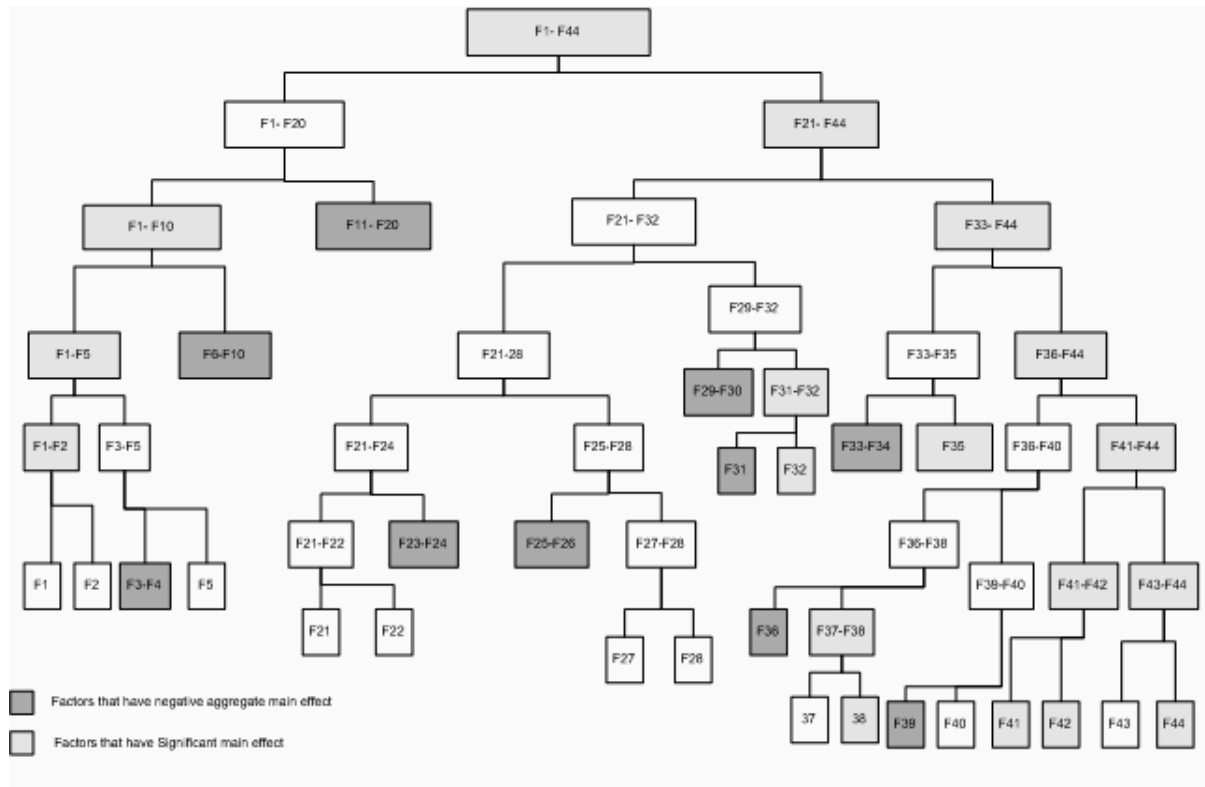 F1- F44
F1- F20
F21- F44
F1- F10
F11- F20
F21- F32
F33- F44
F29-F32
F1-F5
F6-F10
F21-28
F33-F35
F36-F44
F29-F30
F31-F32
F1-F2
F3-F5
F21-F24
F25-F28
F33-F34
F35
F36-F40
F41-F44
F31
F32
F21-F22
F23-F24
F25-F26
F27-F28
F36-F38
F1
F2
F3-F4
F5
F39-F40
F41-F42
F43-F44
F21
F22
F36
F37-F38
F27
F28
37
38
F39
F40
F41
F42
F43
F44
Factors that have negative aggregate main effect
Factors that have Significant main effect